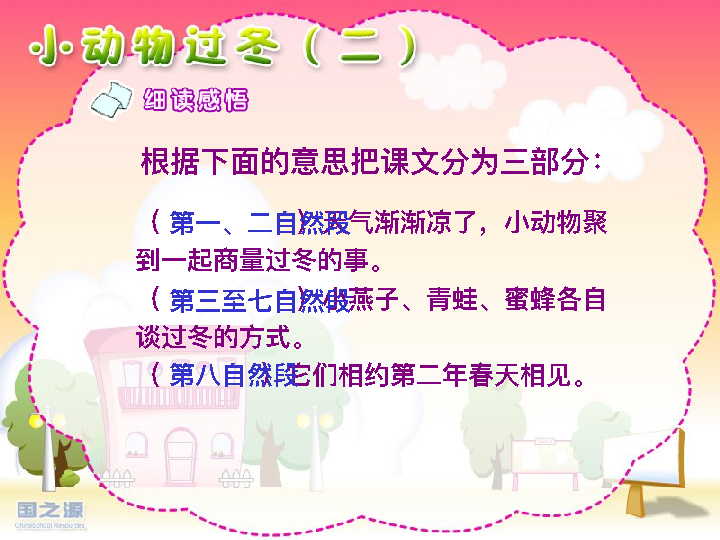 小动物过冬（二）
细读感悟
根据下面的意思把课文分为三部分：
（第一、二自然段）天气渐渐凉了，小动物聚
到一起商量过冬的事。
（第三至七自然段）小燕子、青蛙、蜜蜂各自
谈过冬的方式。
（第八自然段 它们相约第二年春天相见。
国之源
ChinaSchool Resources